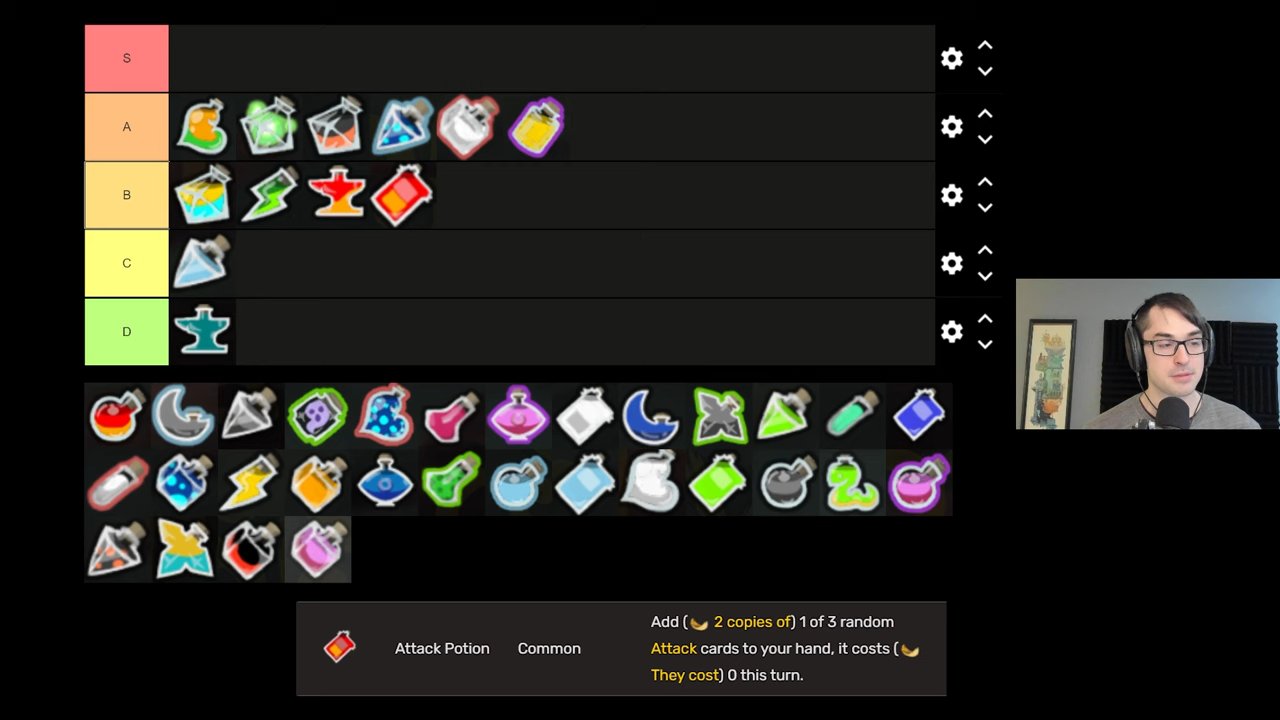 S
A
B
C
D
Attack Potion Common
Add ( 2 copies of) 1 of 3 random
Attack cards to your hand, it costs (
They cost) 0 this turn.